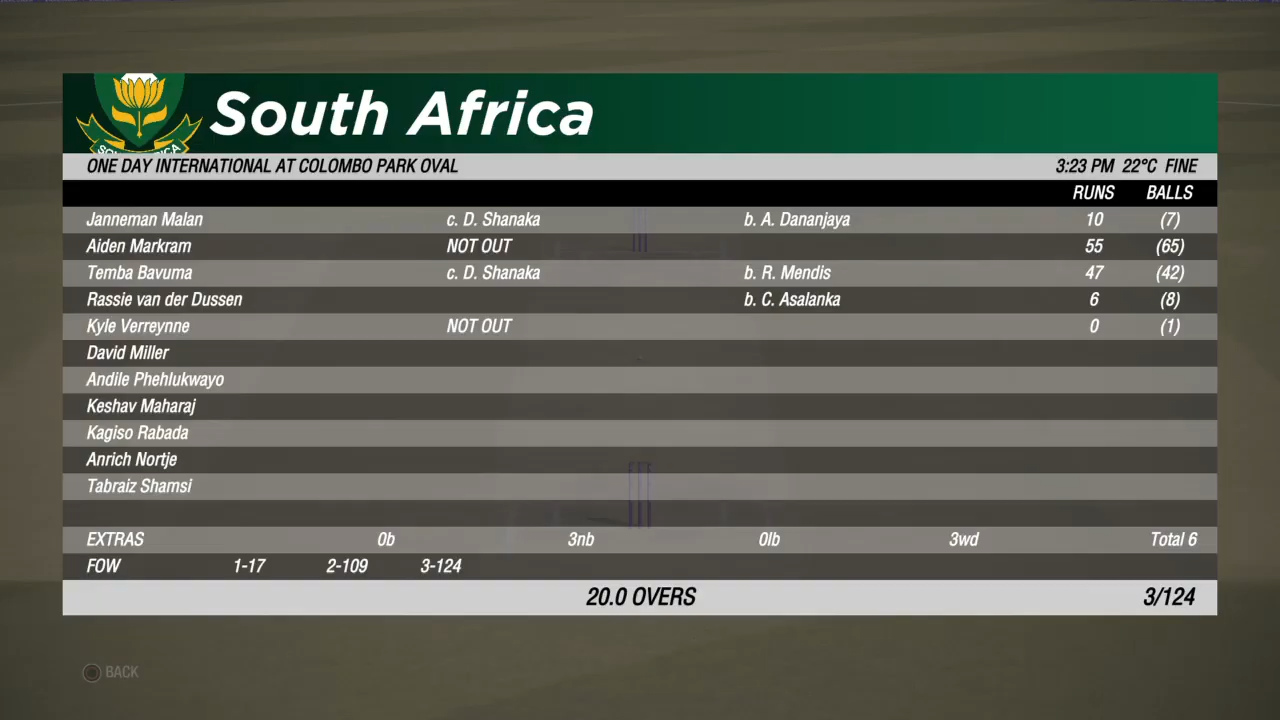 South Africa
ONE DAY INTERNATIONAL AT COLOMBO PARK OVAL 3:23 PM 22°C FINE
RUNS BALLS
Janneman Malan c. D. Shanaka b. A. Dananjaya 10 (7)
Aiden Markram NOT OUT 55 (65)
Temba Bavuma c. D. Shanaka b. R. Mendis 47 (42)
Rassie van der Dussen b. C. Asalanka 6 (8)
Kyle Verreynne NOT OUT 0 (1)
David Miller
Andile Phehlukwayo
Keshav Maharaj
Kagiso Rabada
Anrich Nortje
Tabraiz Shamsi
EXTRAS 0b 3nb 0lb 3wd Total 6
FOW 1-17 2-109 3-124
20.0 OVERS 3/124
BACK